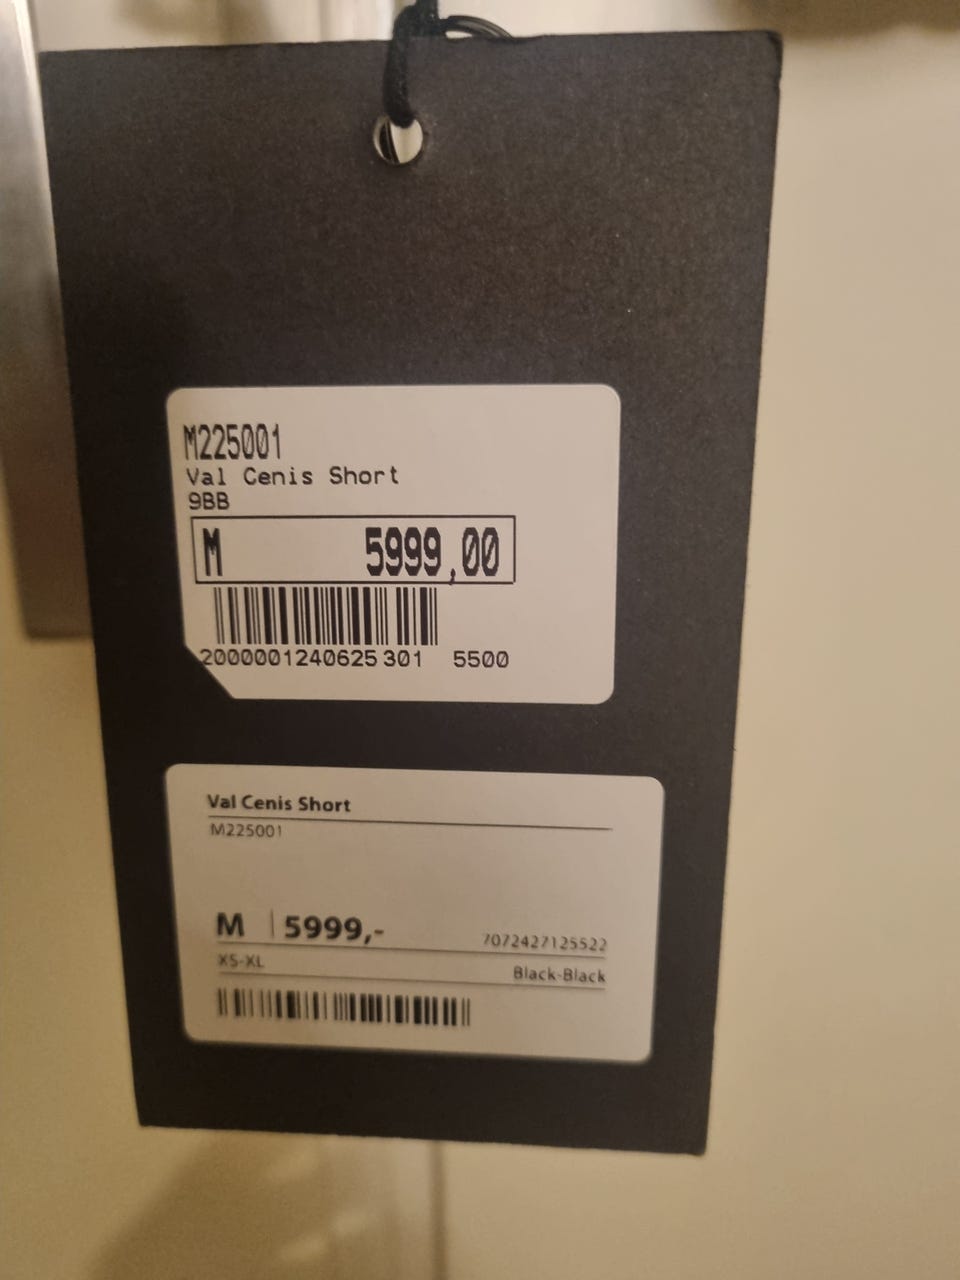 M225001
Val Cenis Short
9BB
M 5999,00
2000001240625 301 5500
Val Cenis Short
M225001
M 5999,- 7072427125522
XS-XL Black-Black